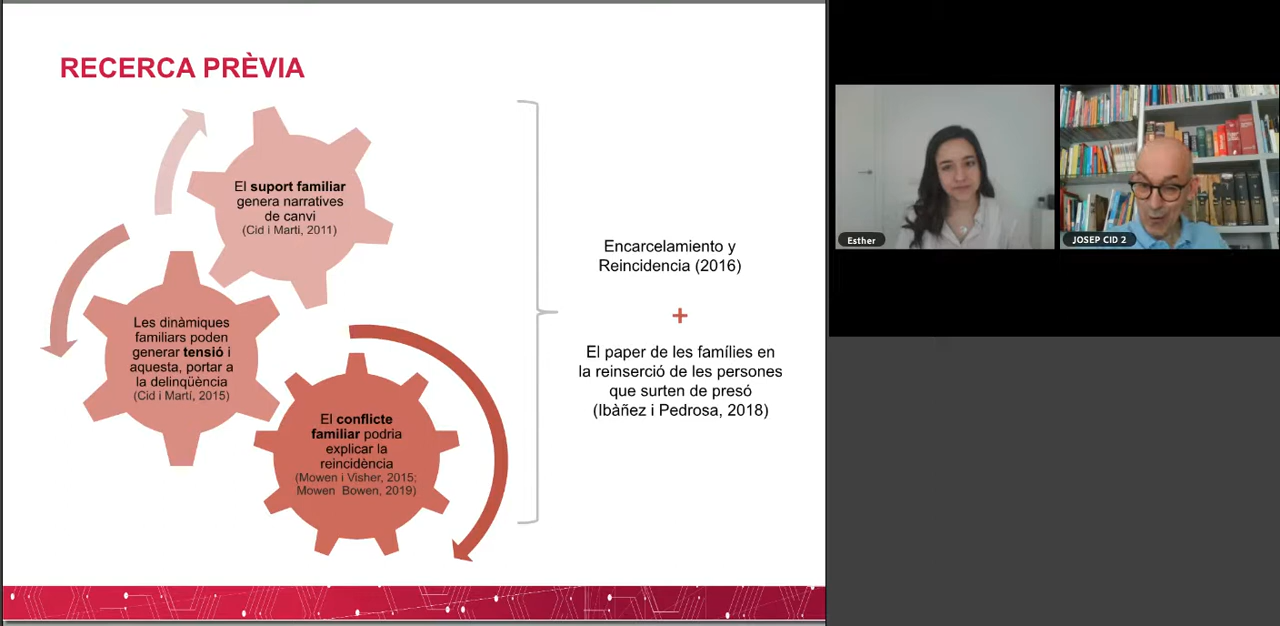 RECERCA PRÈVIA
El suport familiar
genera narratives
de canvi
(Cid i Martí, 2011)
Les dinàmiques
familiars poden
generar tensió i
aquesta, portar a
la delinqüència
(Cid i Martí, 2015)
El conflicte
familiar podria
explicar la
reincidència
(Mowen i Visher, 2015;
Mowen Bowen, 2019)
Encarcelamiento y
Reincidencia (2016)
+
El paper de les famílies en
la reinserció de les persones
que surten de presó
(Ibàñez i Pedrosa, 2018)
Esther
JOSEP CID 2